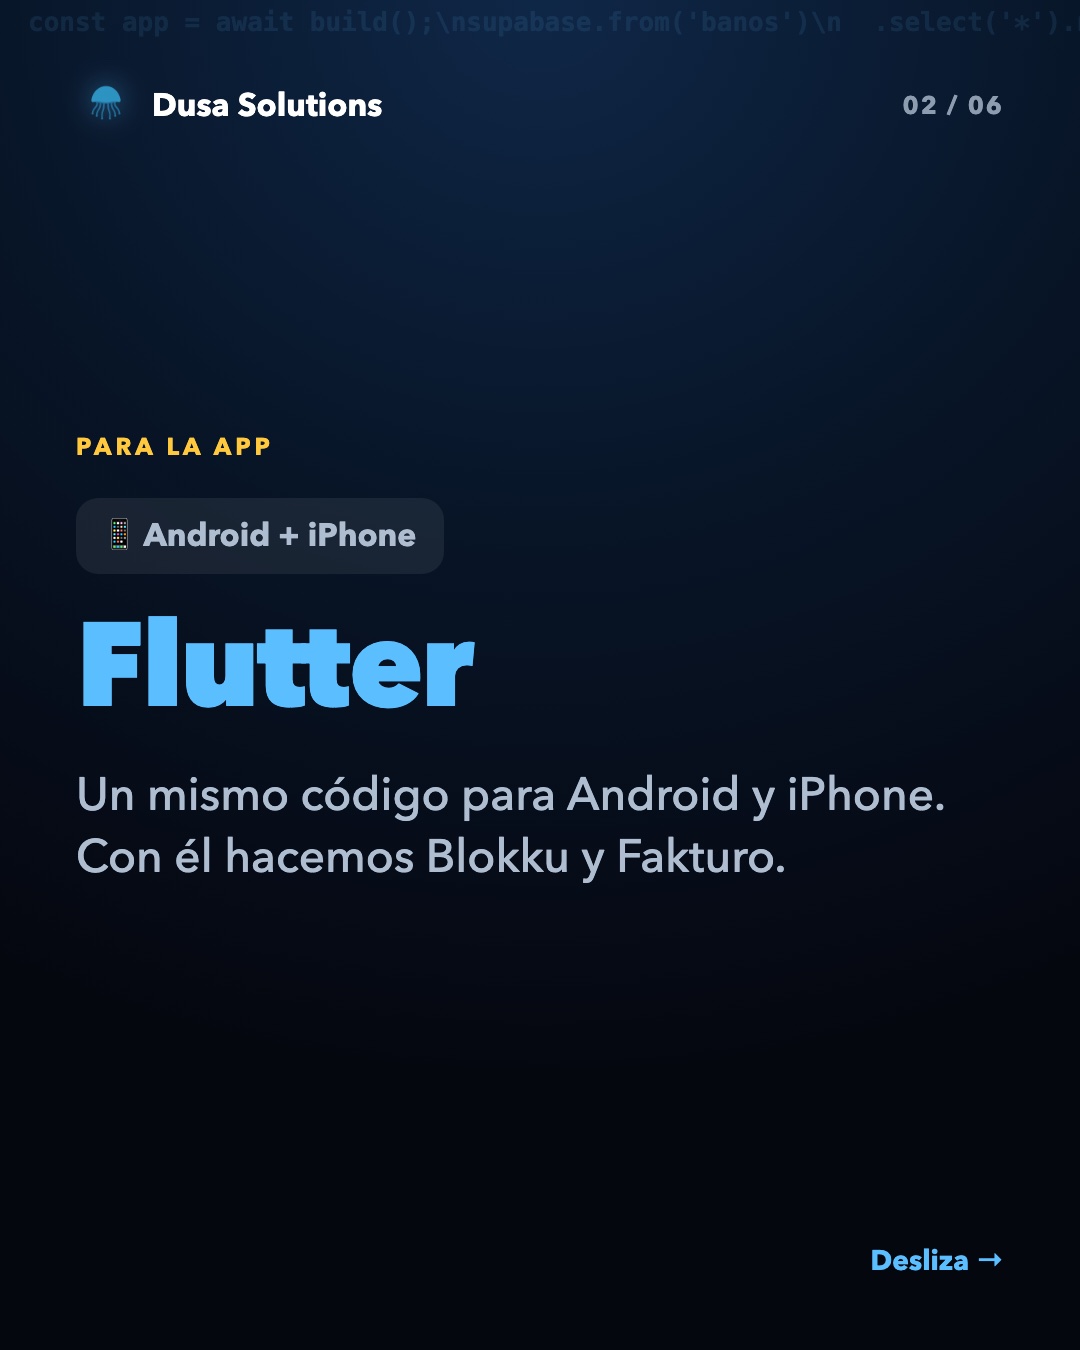 const app = await build();\nsupabase.from('banos')\n  .select('*').
Dusa Solutions
02 / 06
PARA LA APP
Android + iPhone
Flutter
Un mismo código para Android y iPhone.
Con él hacemos Blokku y Fakturo.
Desliza →